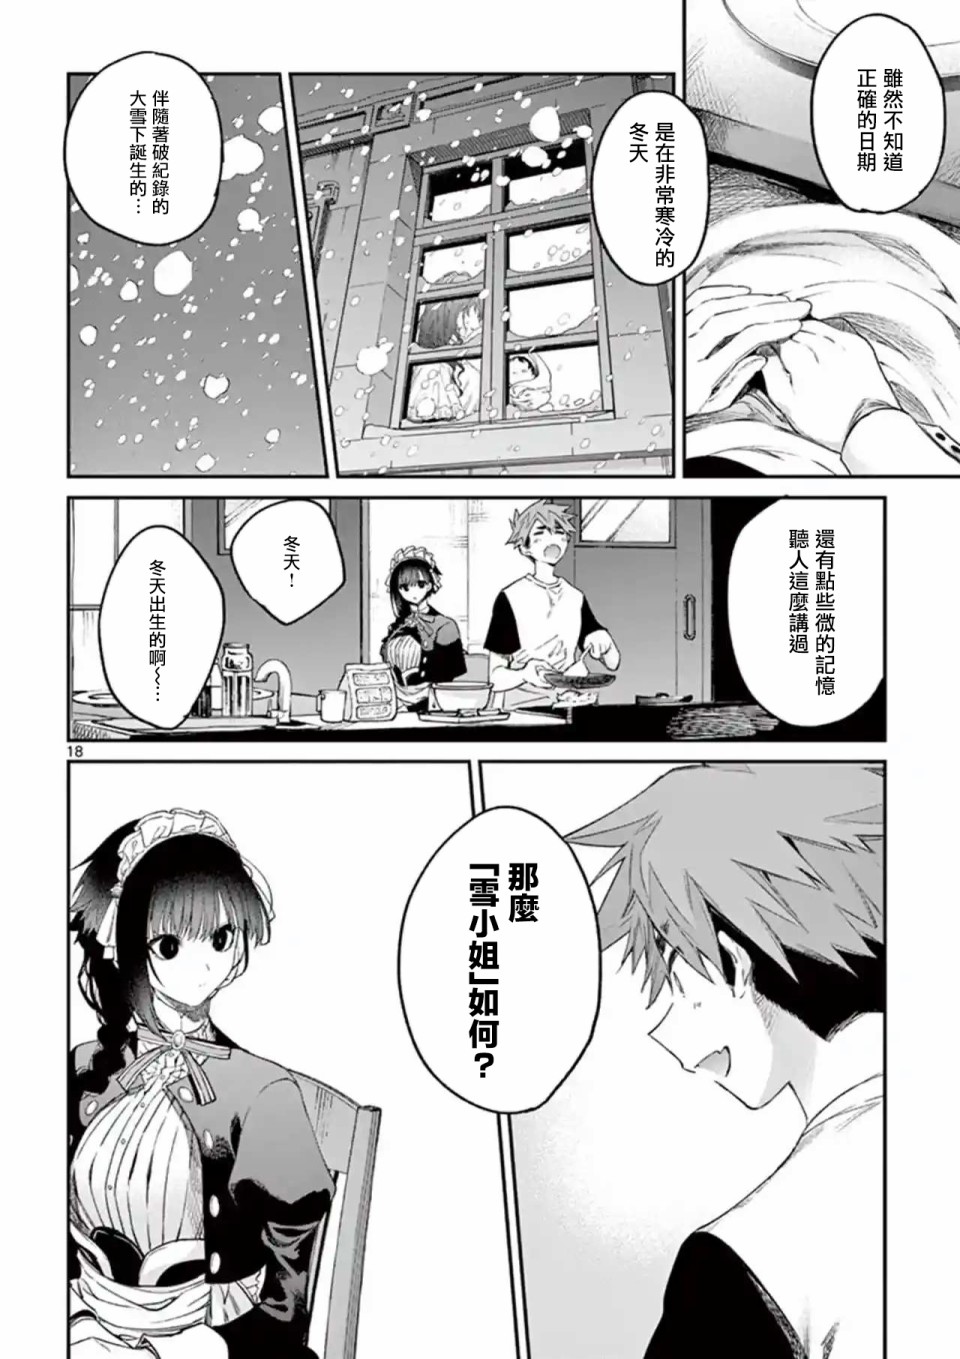 雖然不知道
正確的日期
是在非常寒冷的
冬天
伴隨著破紀錄的
大雪下誕生的…
還有點些微的記憶
聽人這麼講過
冬天！
冬天出生的啊～……
18
那麼
「雪小姐」如何？